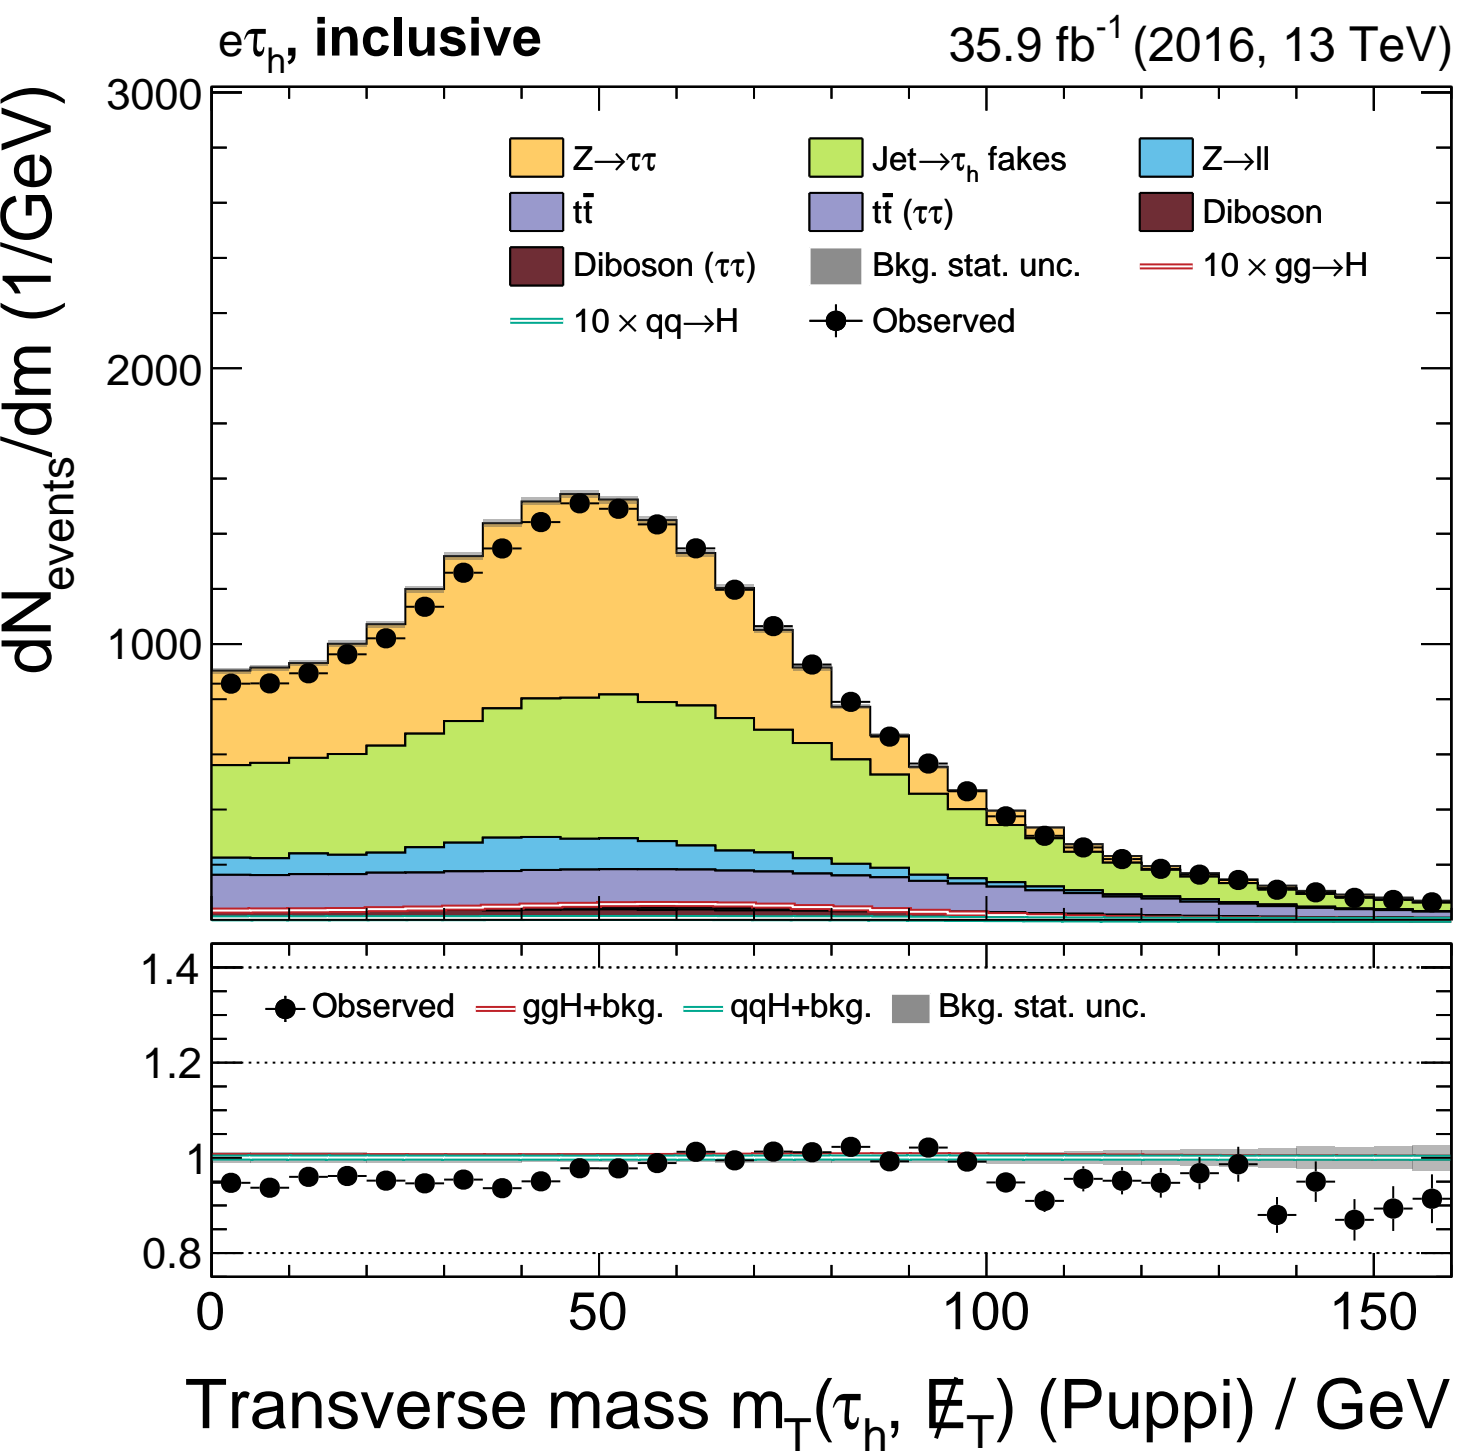 eτh, inclusive 35.9 fb-1 (2016, 13 TeV)
dNevents/dm (1/GeV)
3000
2000
1000
Z→ττ Jet→τh fakes Z→ll
tt̄ tt̄ (ττ) Diboson
Diboson (ττ) Bkg. stat. unc. 10 × gg→H
10 × qq→H Observed
1.4
1.2
1
0.8
Observed ggH+bkg. qqH+bkg. Bkg. stat. unc.
0 50 100 150
Transverse mass mT(τh, E̸T) (Puppi) / GeV